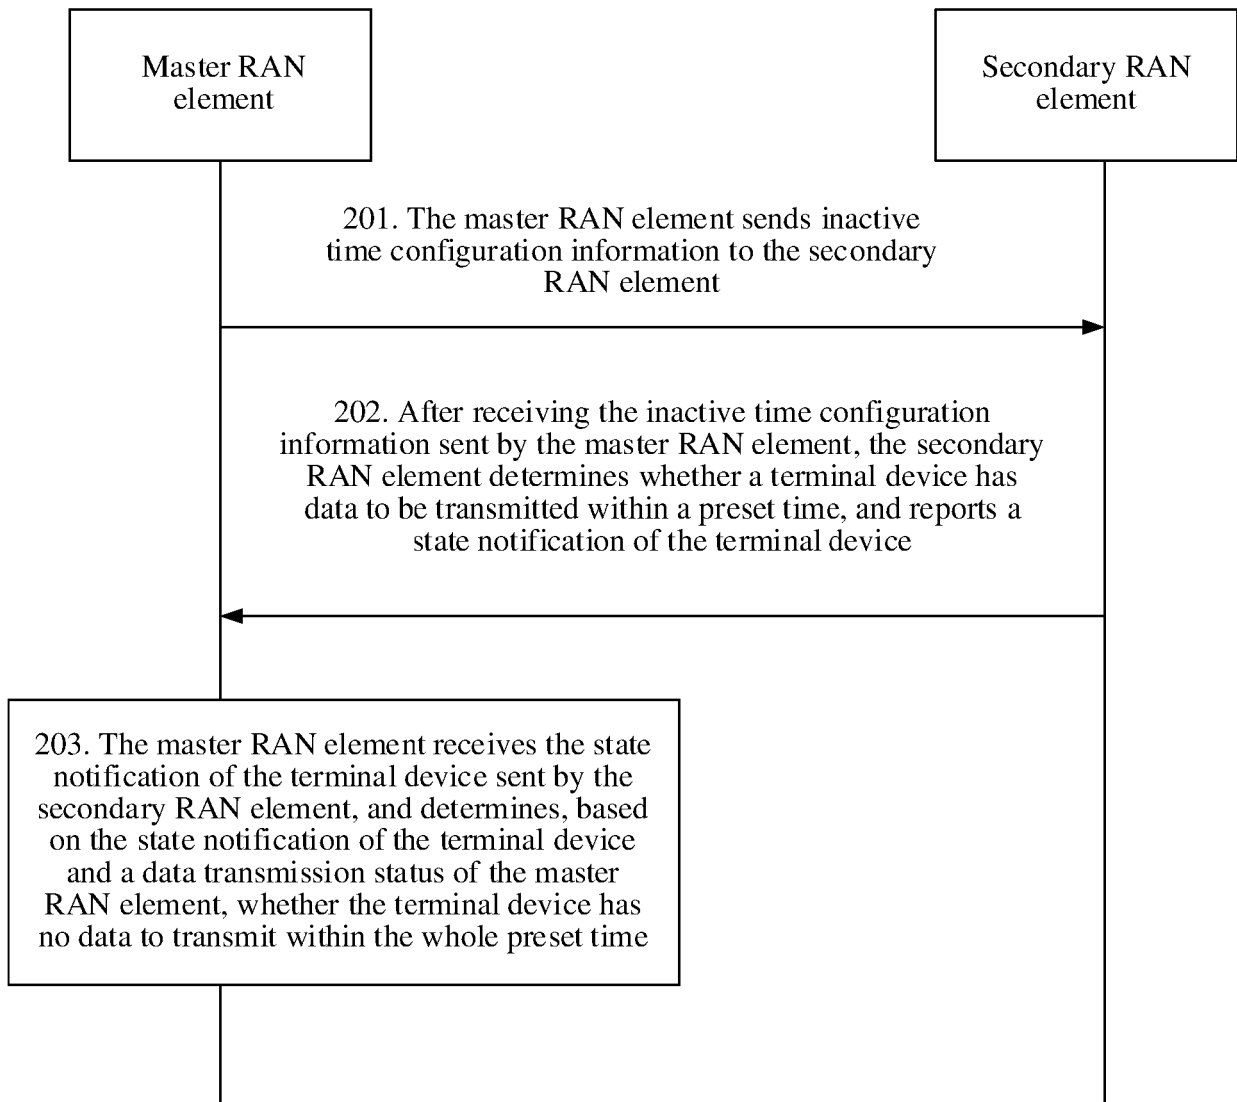 Master RAN
element
Secondary RAN
element
201. The master RAN element sends inactive
time configuration information to the secondary
RAN element
202. After receiving the inactive time configuration
information sent by the master RAN element, the secondary
RAN element determines whether a terminal device has
data to be transmitted within a preset time, and reports a
state notification of the terminal device
203. The master RAN element receives the state
notification of the terminal device sent by the
secondary RAN element, and determines, based
on the state notification of the terminal device
and a data transmission status of the master
RAN element, whether the terminal device has
no data to transmit within the whole preset time